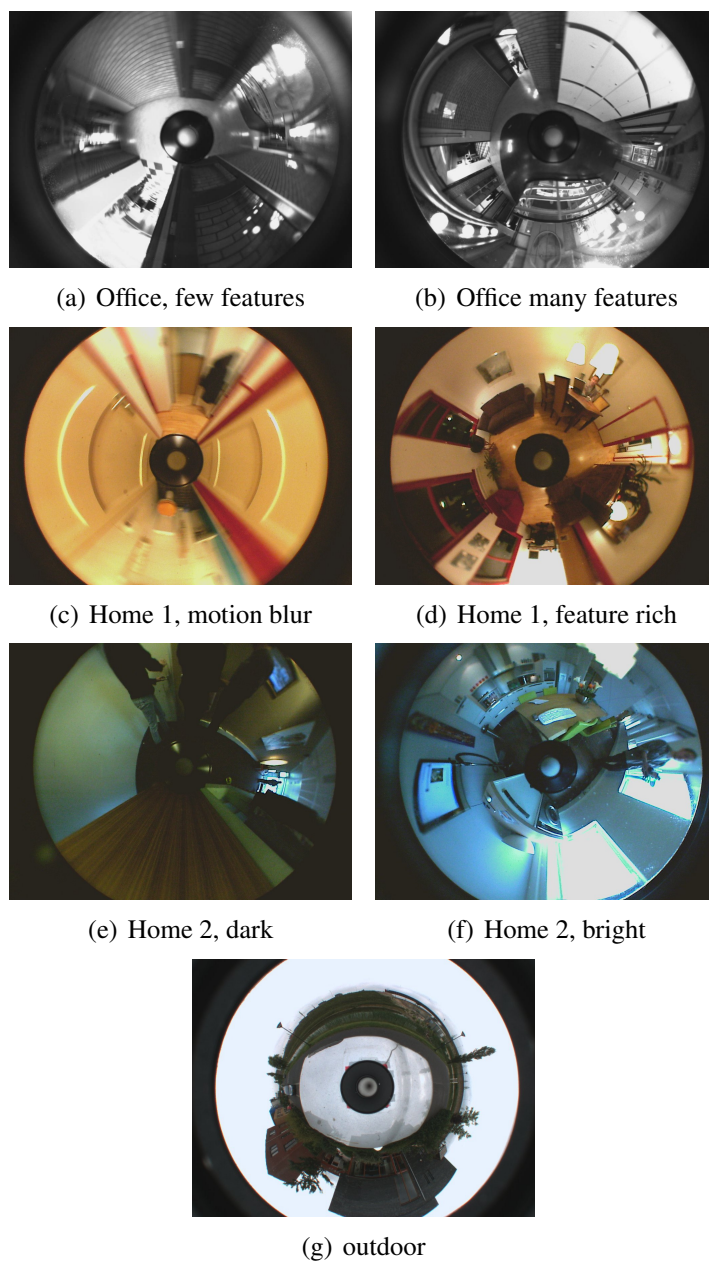 (a) Office, few features
(b) Office many features
(c) Home 1, motion blur
(d) Home 1, feature rich
(e) Home 2, dark
(f) Home 2, bright
(g) outdoor